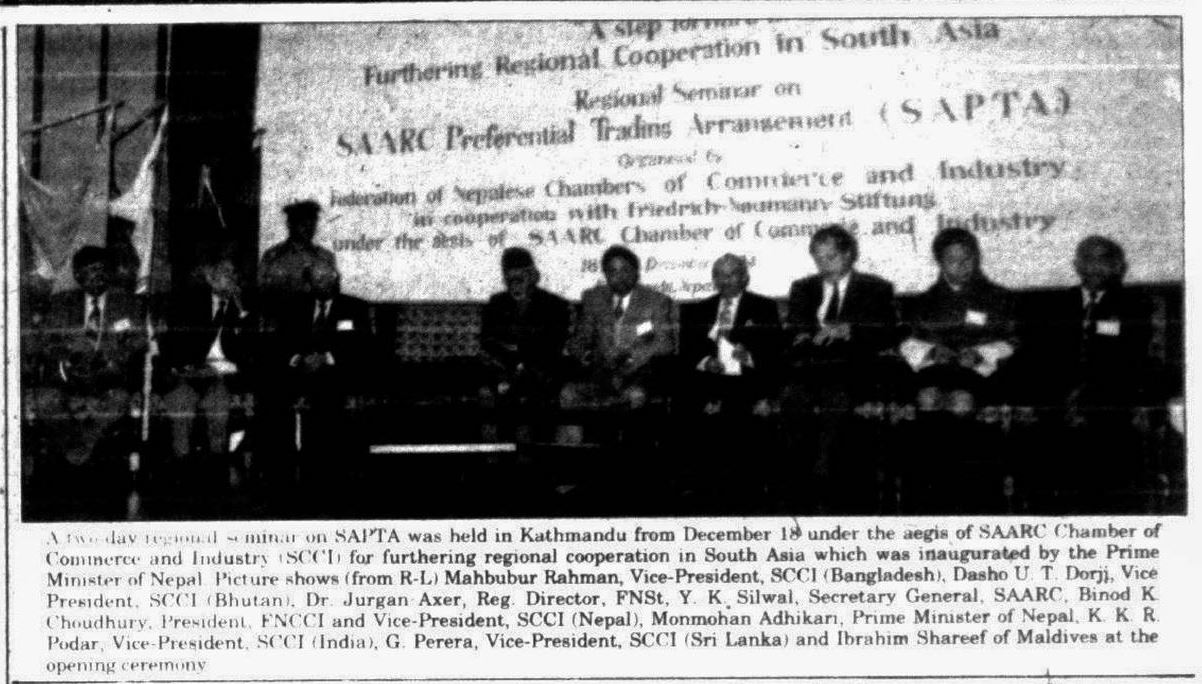 "A step forward
Furthering Regional Cooperation in South Asia
Regional Seminar on
SAARC Preferential Trading Arrangement (SAPTA)
Organised by
Federation of Nepalese Chambers of Commerce and Industry
in cooperation with Friedrich-Naumann-Stiftung
under the aegis of SAARC Chamber of Commerce and Industry
18
A two-day regional seminar on SAPTA was held in Kathmandu from December 18 under the aegis of SAARC Chamber of
Commerce and Industry (SCCI) for furthering regional cooperation in South Asia which was inaugurated by the Prime
Minister of Nepal. Picture shows (from R-L) Mahbubur Rahman, Vice-President, SCCI (Bangladesh), Dasho U. T. Dorji, Vice
President, SCCI (Bhutan), Dr. Jurgan Axer, Reg. Director, FNSt, Y. K. Silwal, Secretary General, SAARC, Binod K.
Choudhury, President, FNCCI and Vice-President, SCCI (Nepal), Monmohan Adhikari, Prime Minister of Nepal, K. K. R.
Podar, Vice-President, SCCI (India), G. Perera, Vice-President, SCCI (Sri Lanka) and Ibrahim Shareef of Maldives at the
opening ceremony